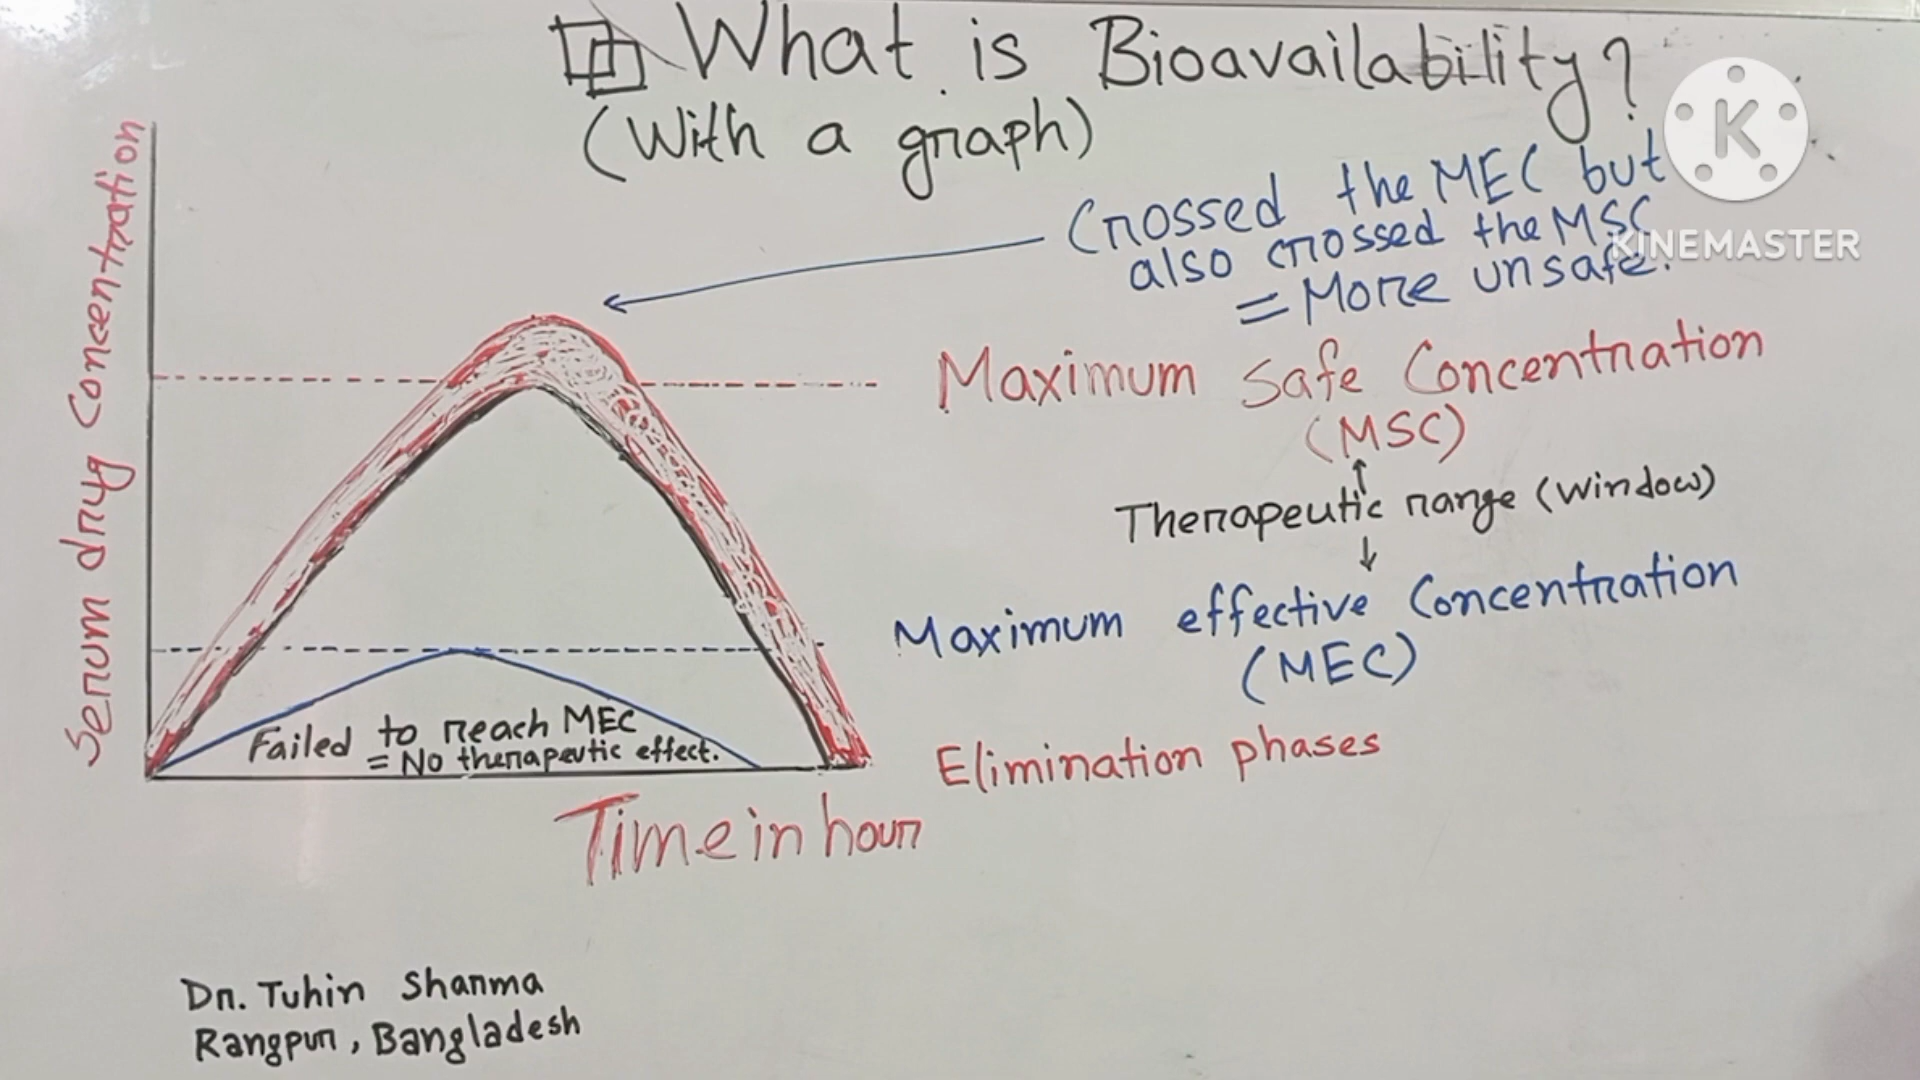 What is Bioavailability?
(With a graph)
Crossed the MEC but
also crossed the MSC
= More unsafe.
K
KINEMASTER
Serum drug Concentration
Maximum Safe Concentration
(MSC)
↑
Therapeutic range (window)
↓
Maximum effective Concentration
(MEC)
Failed to reach MEC
= No therapeutic effect.
Elimination phases
Time in hour
Dr. Tuhin Sharma
Rangpur, Bangladesh